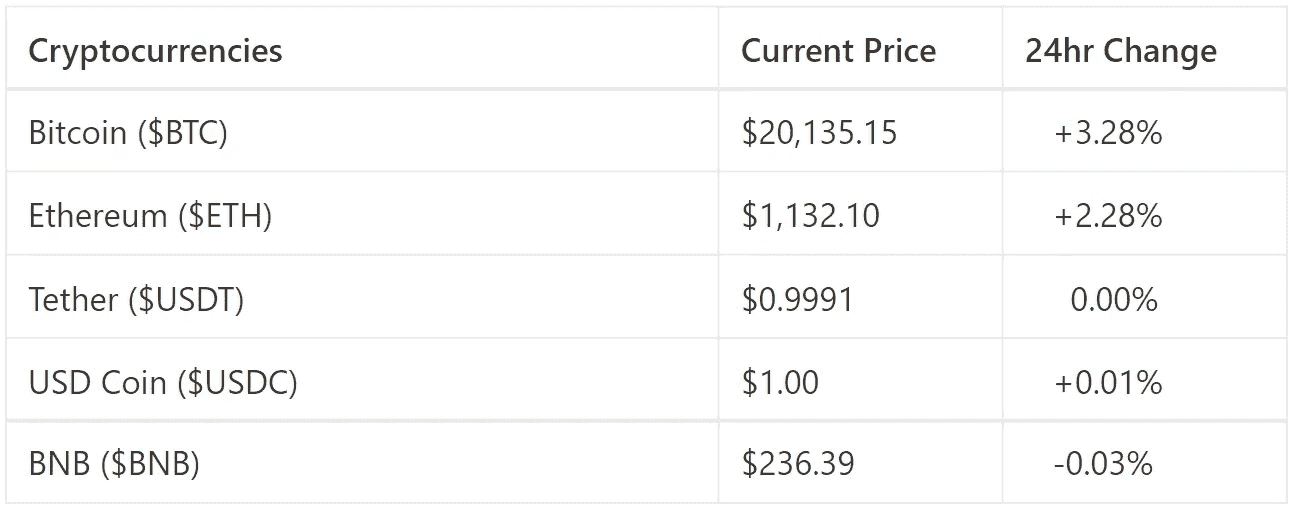 Cryptocurrencies Current Price 24hr Change
Bitcoin ($BTC) $20,135.15 +3.28%
Ethereum ($ETH) $1,132.10 +2.28%
Tether ($USDT) $0.9991 0.00%
USD Coin ($USDC) $1.00 +0.01%
BNB ($BNB) $236.39 -0.03%